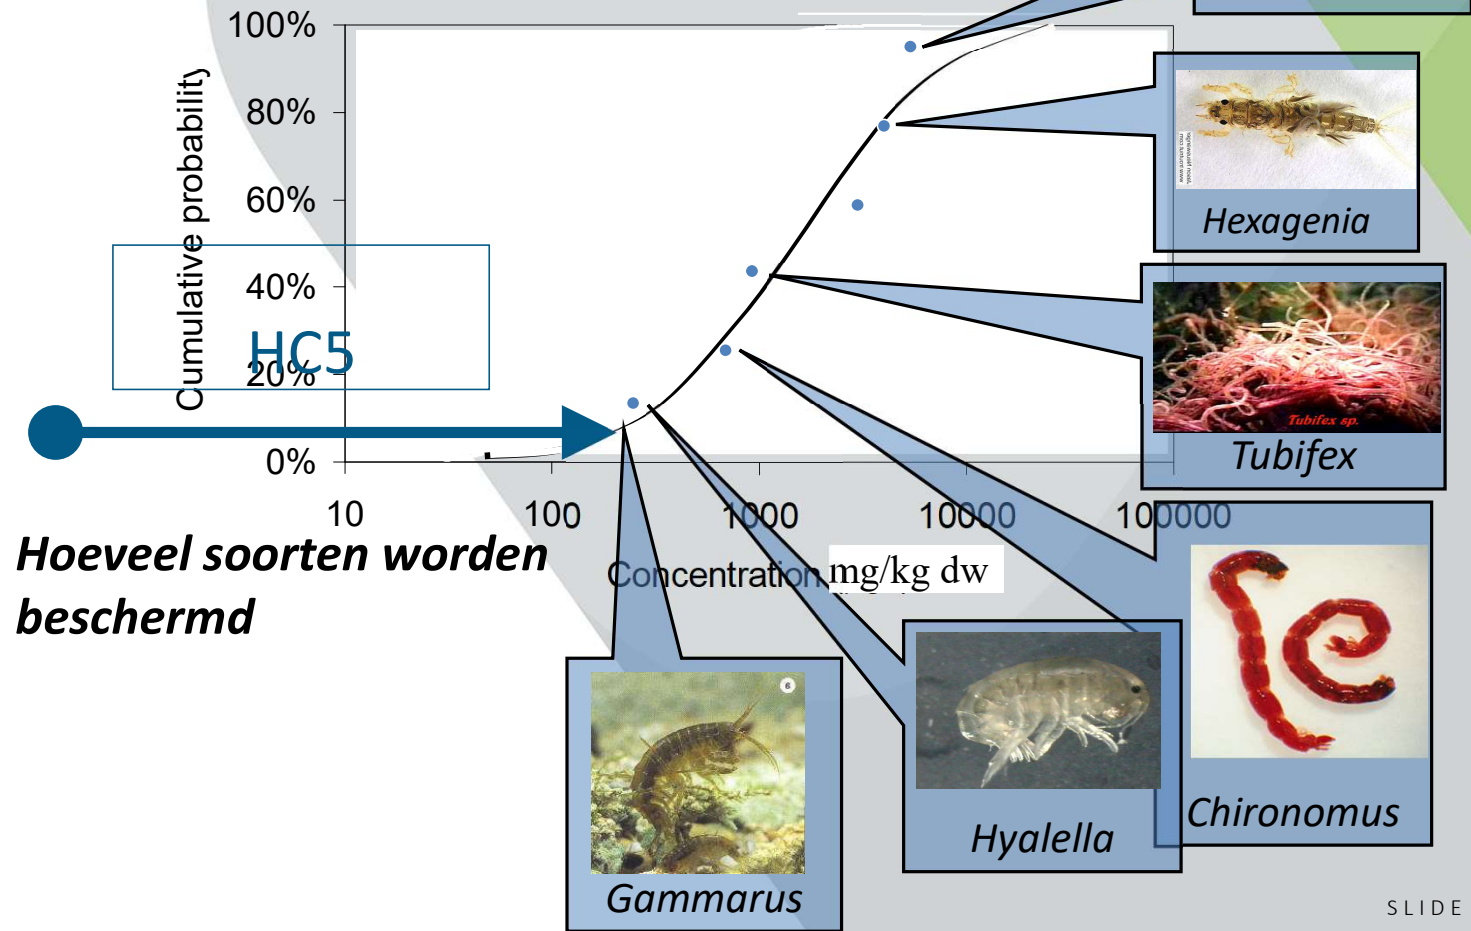 100%
80%
60%
40%
20%
0%
Cumulative probability
HC5
10 100 1000 10000 100000
Concentration mg/kg dw
Hoeveel soorten worden
beschermd
Hexagenia
Tubifex sp.
Tubifex
Chironomus
Hyalella
6
Gammarus
SLIDE